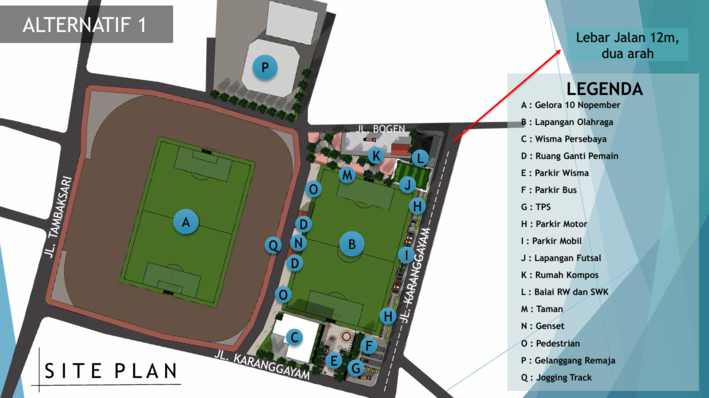 ALTERNATIF 1
Lebar Jalan 12m,
dua arah
P
JL. BOGEN
K
L
M
J
O
H
A
D
N
B
Q
D
I
O
H
C
E
F
G
JL. TAMBAKSARI
JL. KARANGGAYAM
JL. KARANGGAYAM
SITE PLAN
LEGENDA
A : Gelora 10 Nopember
B : Lapangan Olahraga
C : Wisma Persebaya
D : Ruang Ganti Pemain
E : Parkir Wisma
F : Parkir Bus
G : TPS
H : Parkir Motor
I : Parkir Mobil
J : Lapangan Futsal
K : Rumah Kompos
L : Balai RW dan SWK
M : Taman
N : Genset
O : Pedestrian
P : Gelanggang Remaja
Q : Jogging Track